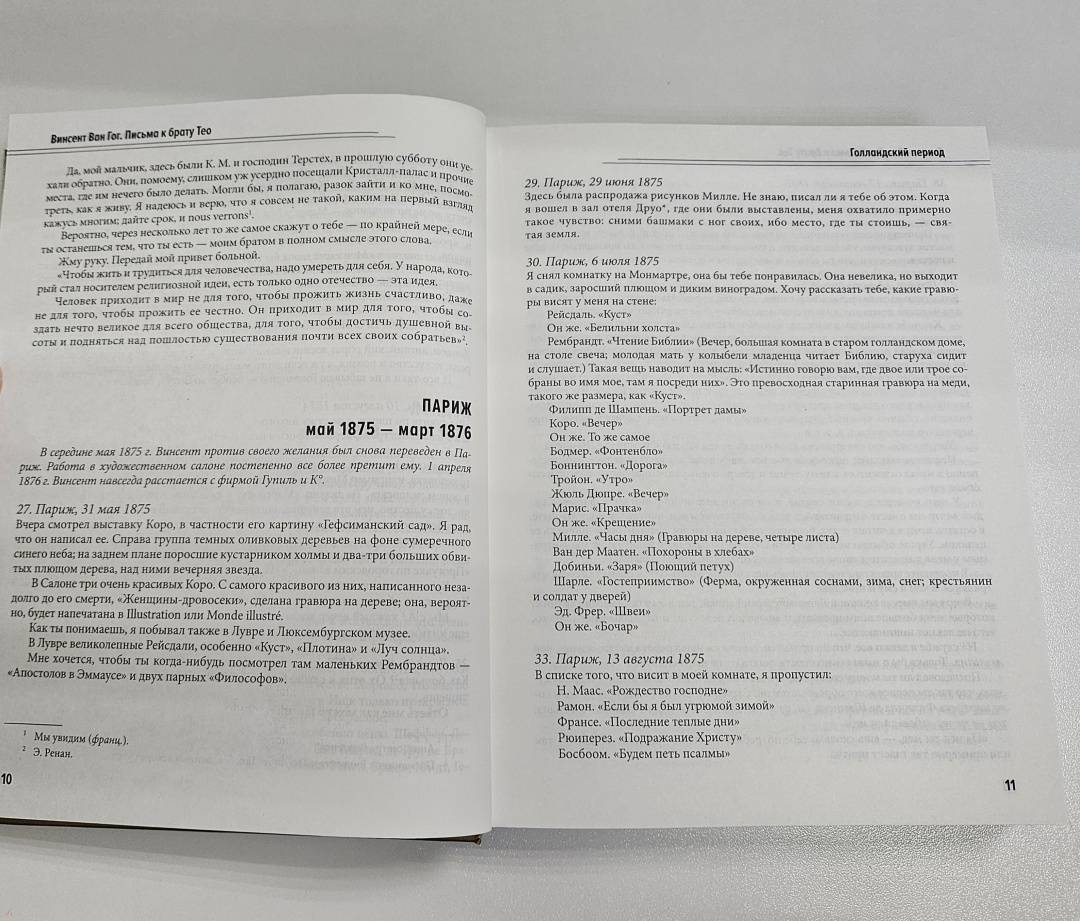 Винсент Ван Гог. Письма к брату Тео
Да, мой мальчик, здесь были К. М. и господин Терстех, в прошлую субботу они уе-
хали обратно. Они, помоему, слишком уж усердно посещали Кристалл-палас и прочие
места, где им нечего было делать. Могли бы, я полагаю, разок зайти и ко мне, посмо-
треть, как я живу. Я надеюсь и верю, что я совсем не такой, каким на первый взгляд
кажусь многим; дайте срок, и nous verrons¹.
Вероятно, через несколько лет то же самое скажут о тебе — по крайней мере, если
ты останешься тем, что ты есть — моим братом в полном смысле этого слова.
Жму руку. Передай мой привет больной.
«Чтобы жить и трудиться для человечества, надо умереть для себя. У народа, кото-
рый стал носителем религиозной идеи, есть только одно отечество — эта идея.
Человек приходит в мир не для того, чтобы прожить жизнь счастливо, даже
не для того, чтобы прожить ее честно. Он приходит в мир для того, чтобы со-
здать нечто великое для всего общества, для того, чтобы достичь душевной вы-
соты и подняться над пошлостью существования почти всех своих собратьев»².
ПАРИЖ
май 1875 — март 1876
В середине мая 1875 г. Винсент против своего желания был снова переведен в Па-
риж. Работа в художественном салоне постепенно все более претит ему. 1 апреля
1876 г. Винсент навсегда расстается с фирмой Гупиль и К°.
27. Париж, 31 мая 1875
Вчера смотрел выставку Коро, в частности его картину «Гефсиманский сад». Я рад,
что он написал ее. Справа группа темных оливковых деревьев на фоне сумеречного
синего неба; на заднем плане поросшие кустарником холмы и два-три больших обви-
тых плющом дерева, над ними вечерняя звезда.
В Салоне три очень красивых Коро. С самого красивого из них, написанного неза-
долго до его смерти, «Женщины-дровосеки», сделана гравюра на дереве; она, вероят-
но, будет напечатана в Illustration или Monde illustré.
Как ты понимаешь, я побывал также в Лувре и Люксембургском музее.
В Лувре великолепные Рейсдали, особенно «Куст», «Плотина» и «Луч солнца».
Мне хочется, чтобы ты когда-нибудь посмотрел там маленьких Рембрандтов —
«Апостолов в Эммаусе» и двух парных «Философов».
¹ Мы увидим (франц.).
² Э. Ренан.
10
Голландский период
29. Париж, 29 июня 1875
Здесь была распродажа рисунков Милле. Не знаю, писал ли я тебе об этом. Когда
я вошел в зал отеля Друо*, где они были выставлены, меня охватило примерно
такое чувство: сними башмаки с ног своих, ибо место, где ты стоишь, — свя-
тая земля.
30. Париж, 6 июля 1875
Я снял комнатку на Монмартре, она бы тебе понравилась. Она невелика, но выходит
в садик, заросший плющом и диким виноградом. Хочу рассказать тебе, какие гравю-
ры висят у меня на стене:
Рейсдаль. «Куст»
Он же. «Белильни холста»
Рембрандт. «Чтение Библии» (Вечер, большая комната в старом голландском доме,
на столе свеча; молодая мать у колыбели младенца читает Библию, старуха сидит
и слушает.) Такая вещь наводит на мысль: «Истинно говорю вам, где двое или трое со-
браны во имя мое, там я посреди них». Это превосходная старинная гравюра на меди,
такого же размера, как «Куст».
Филипп де Шампень. «Портрет дамы»
Коро. «Вечер»
Он же. То же самое
Бодмер. «Фонтенбло»
Боннингтон. «Дорога»
Тройон. «Утро»
Жюль Дюпре. «Вечер»
Марис. «Прачка»
Он же. «Крещение»
Милле. «Часы дня» (Гравюры на дереве, четыре листа)
Ван дер Маатен. «Похороны в хлебах»
Добиньи. «Заря» (Поющий петух)
Шарле. «Гостеприимство» (Ферма, окруженная соснами, зима, снег; крестьянин
и солдат у дверей)
Эд. Фрер. «Швеи»
Он же. «Бочар»
33. Париж, 13 августа 1875
В списке того, что висит в моей комнате, я пропустил:
Н. Маас. «Рождество господне»
Рамон. «Если бы я был угрюмой зимой»
Франсе. «Последние теплые дни»
Рюиперез. «Подражание Христу»
Босбоом. «Будем петь псалмы»
11